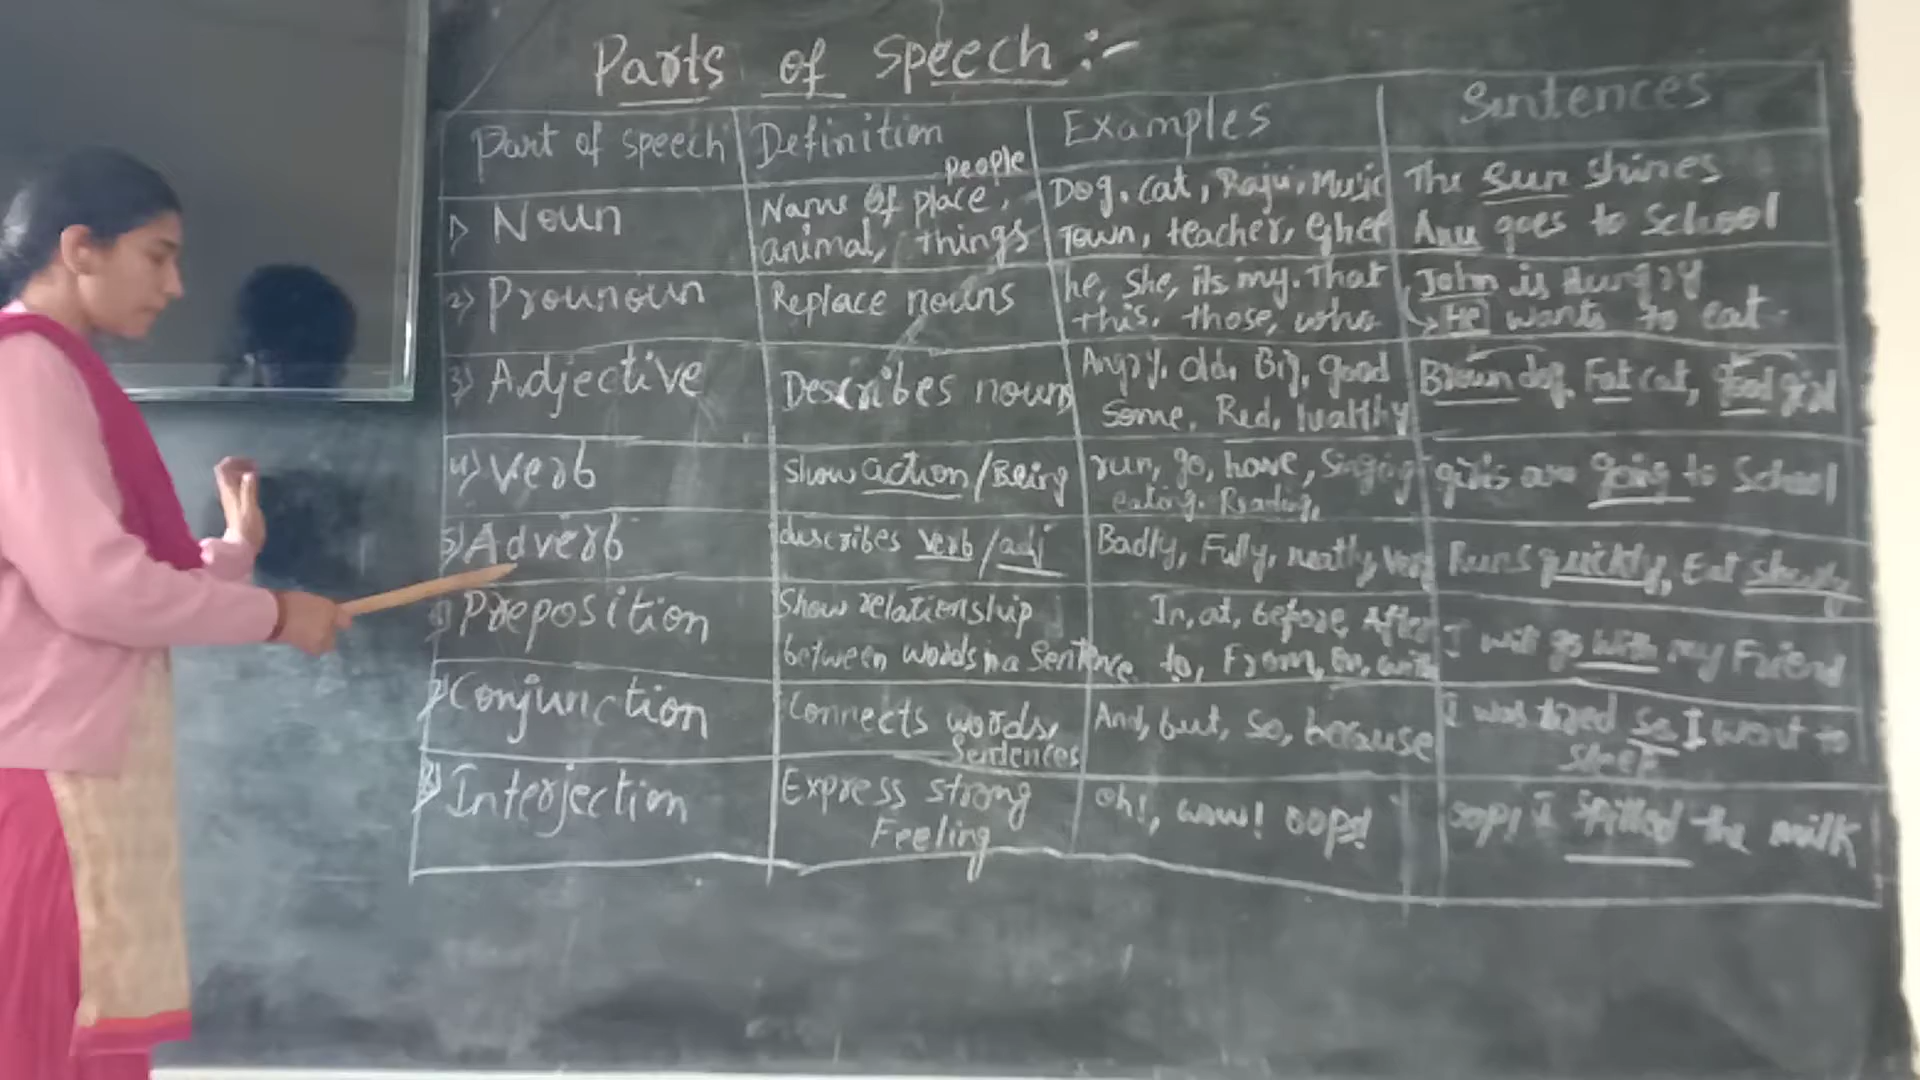 Parts of speech :-
Part of speech Definition Examples Sentences
1) Noun Name of place, people animal, things Dog, cat, Raju, Music Town, teacher, Ghee The Sun shines Anu goes to School
2) Prounoun Replace nouns he, she, its my. that this, those, who John is Hungry He wants to eat.
3) Adjective Describes nouns Angry, old, Big, good Some, Red, healthy Brown dog, Fat cat, good girl
4) Verb Show action/Being run, go, have, Singing eating. Reading, girls are going to School
5) Adverb describes verb/adj Badly, Fully, neatly, very Runs quickly, Eat
6) Preposition Show relationship between words in a Sentence In, at, before, After to, From, on, with I will go with my Friend
7) Conjunction Connects words, Sentences And, but, so, because I was tired so I went to sleep
8) Interjection Express strong Feeling oh!, wow! oops! oops! I spilled the milk